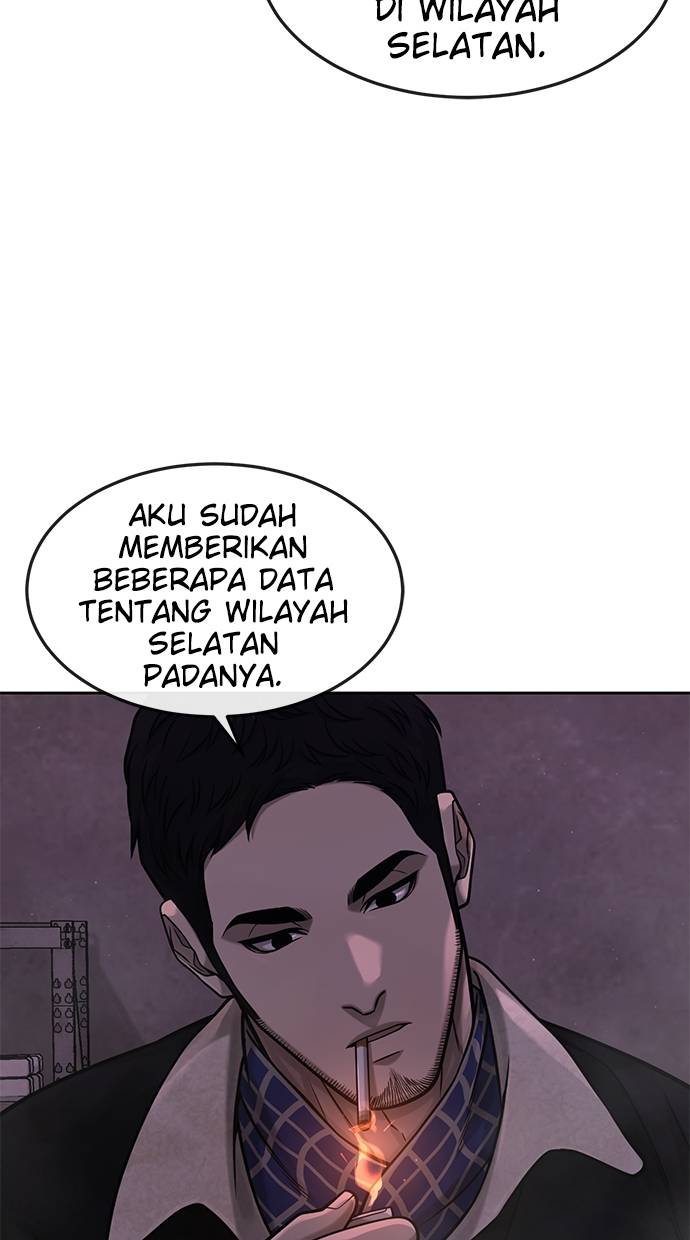 DI WILAYAH
SELATAN.
AKU SUDAH
MEMBERIKAN
BEBERAPA DATA
TENTANG WILAYAH
SELATAN
PADANYA.